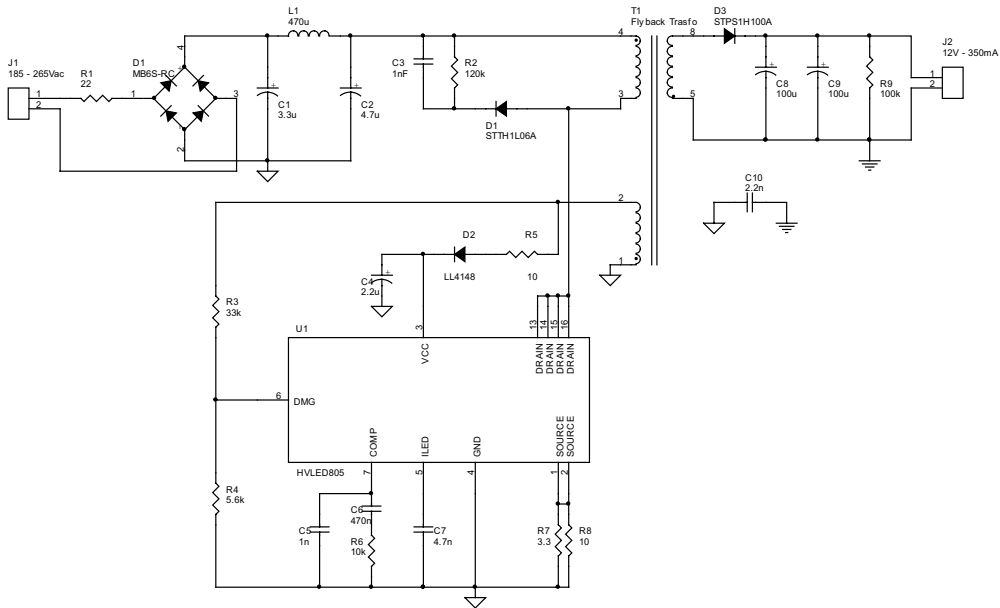 J1
185 - 265Vac
1
2
R1
22
D1
MB6S-RC
1
4
3
2
L1
470u
C1
3.3u
C2
4.7u
C3
1nF
R2
120k
D1
STTH1L06A
T1
Flyback Trasfo
4
3
8
5
2
1
D3
STPS1H100A
C8
100u
C9
100u
R9
100k
J2
12V - 350mA
1
2
C10
2.2n
D2
LL4148
R5
10
C4
2.2u
R3
33k
R4
5.6k
U1
HVLED805
3
VCC
13
14
15
16
DRAIN
DRAIN
DRAIN
DRAIN
6
DMG
COMP
ILED
GND
SOURCE
SOURCE
7
5
4
1
2
C5
1n
C6
470n
R6
10k
C7
4.7n
R7
3.3
R8
10